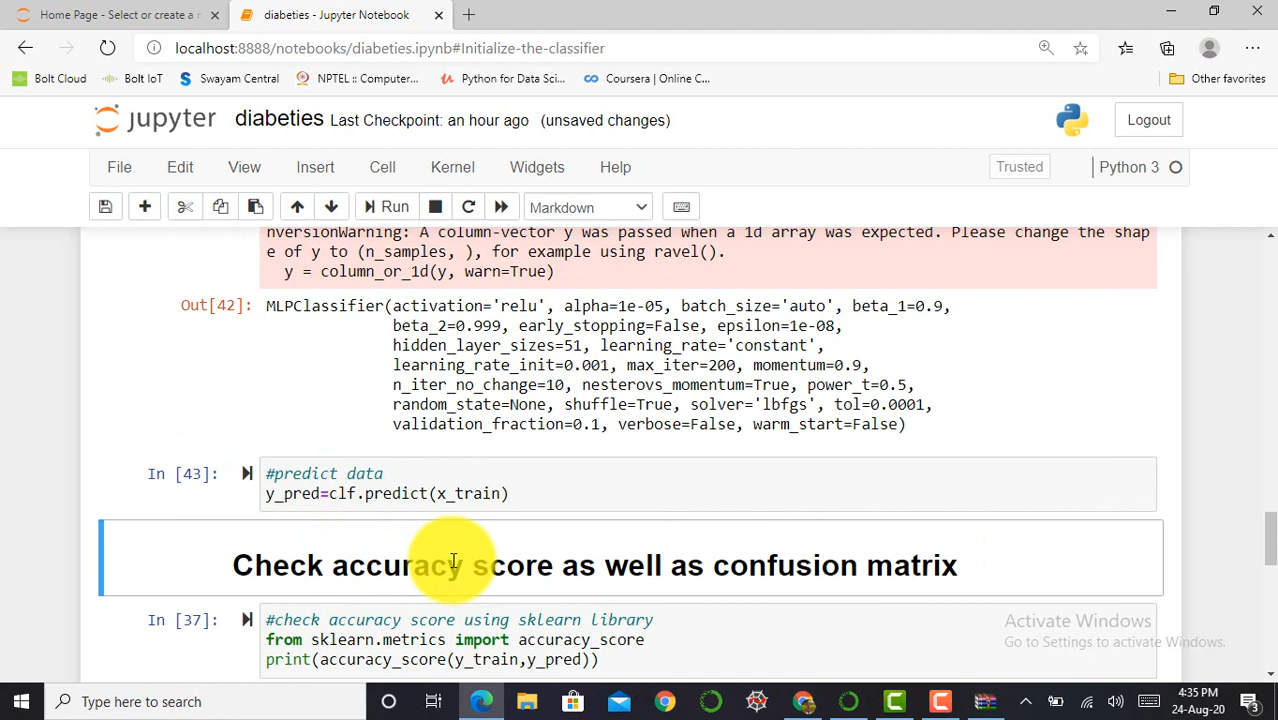 Home Page - Select or create a n
diabeties - Jupyter Notebook
localhost:8888/notebooks/diabeties.ipynb#Initialize-the-classifier
Bolt Cloud
Bolt IoT
Swayam Central
NPTEL :: Computer...
Python for Data Sci...
Coursera | Online C...
Other favorites
jupyter diabeties Last Checkpoint: an hour ago (unsaved changes)
Logout
File Edit View Insert Cell Kernel Widgets Help
Trusted
Python 3
Run
Markdown
nversionWarning: A column-vector y was passed when a 1d array was expected. Please change the shap
e of y to (n_samples, ), for example using ravel().
y = column_or_1d(y, warn=True)
Out[42]: MLPClassifier(activation='relu', alpha=1e-05, batch_size='auto', beta_1=0.9,
beta_2=0.999, early_stopping=False, epsilon=1e-08,
hidden_layer_sizes=51, learning_rate='constant',
learning_rate_init=0.001, max_iter=200, momentum=0.9,
n_iter_no_change=10, nesterovs_momentum=True, power_t=0.5,
random_state=None, shuffle=True, solver='lbfgs', tol=0.0001,
validation_fraction=0.1, verbose=False, warm_start=False)
In [43]: #predict data
y_pred=clf.predict(x_train)
Check accuracy score as well as confusion matrix
In [37]: #check accuracy score using sklearn library
from sklearn.metrics import accuracy_score
print(accuracy_score(y_train,y_pred))
Activate Windows
Go to Settings to activate Windows.
Type here to search
4:35 PM
24-Aug-20
3